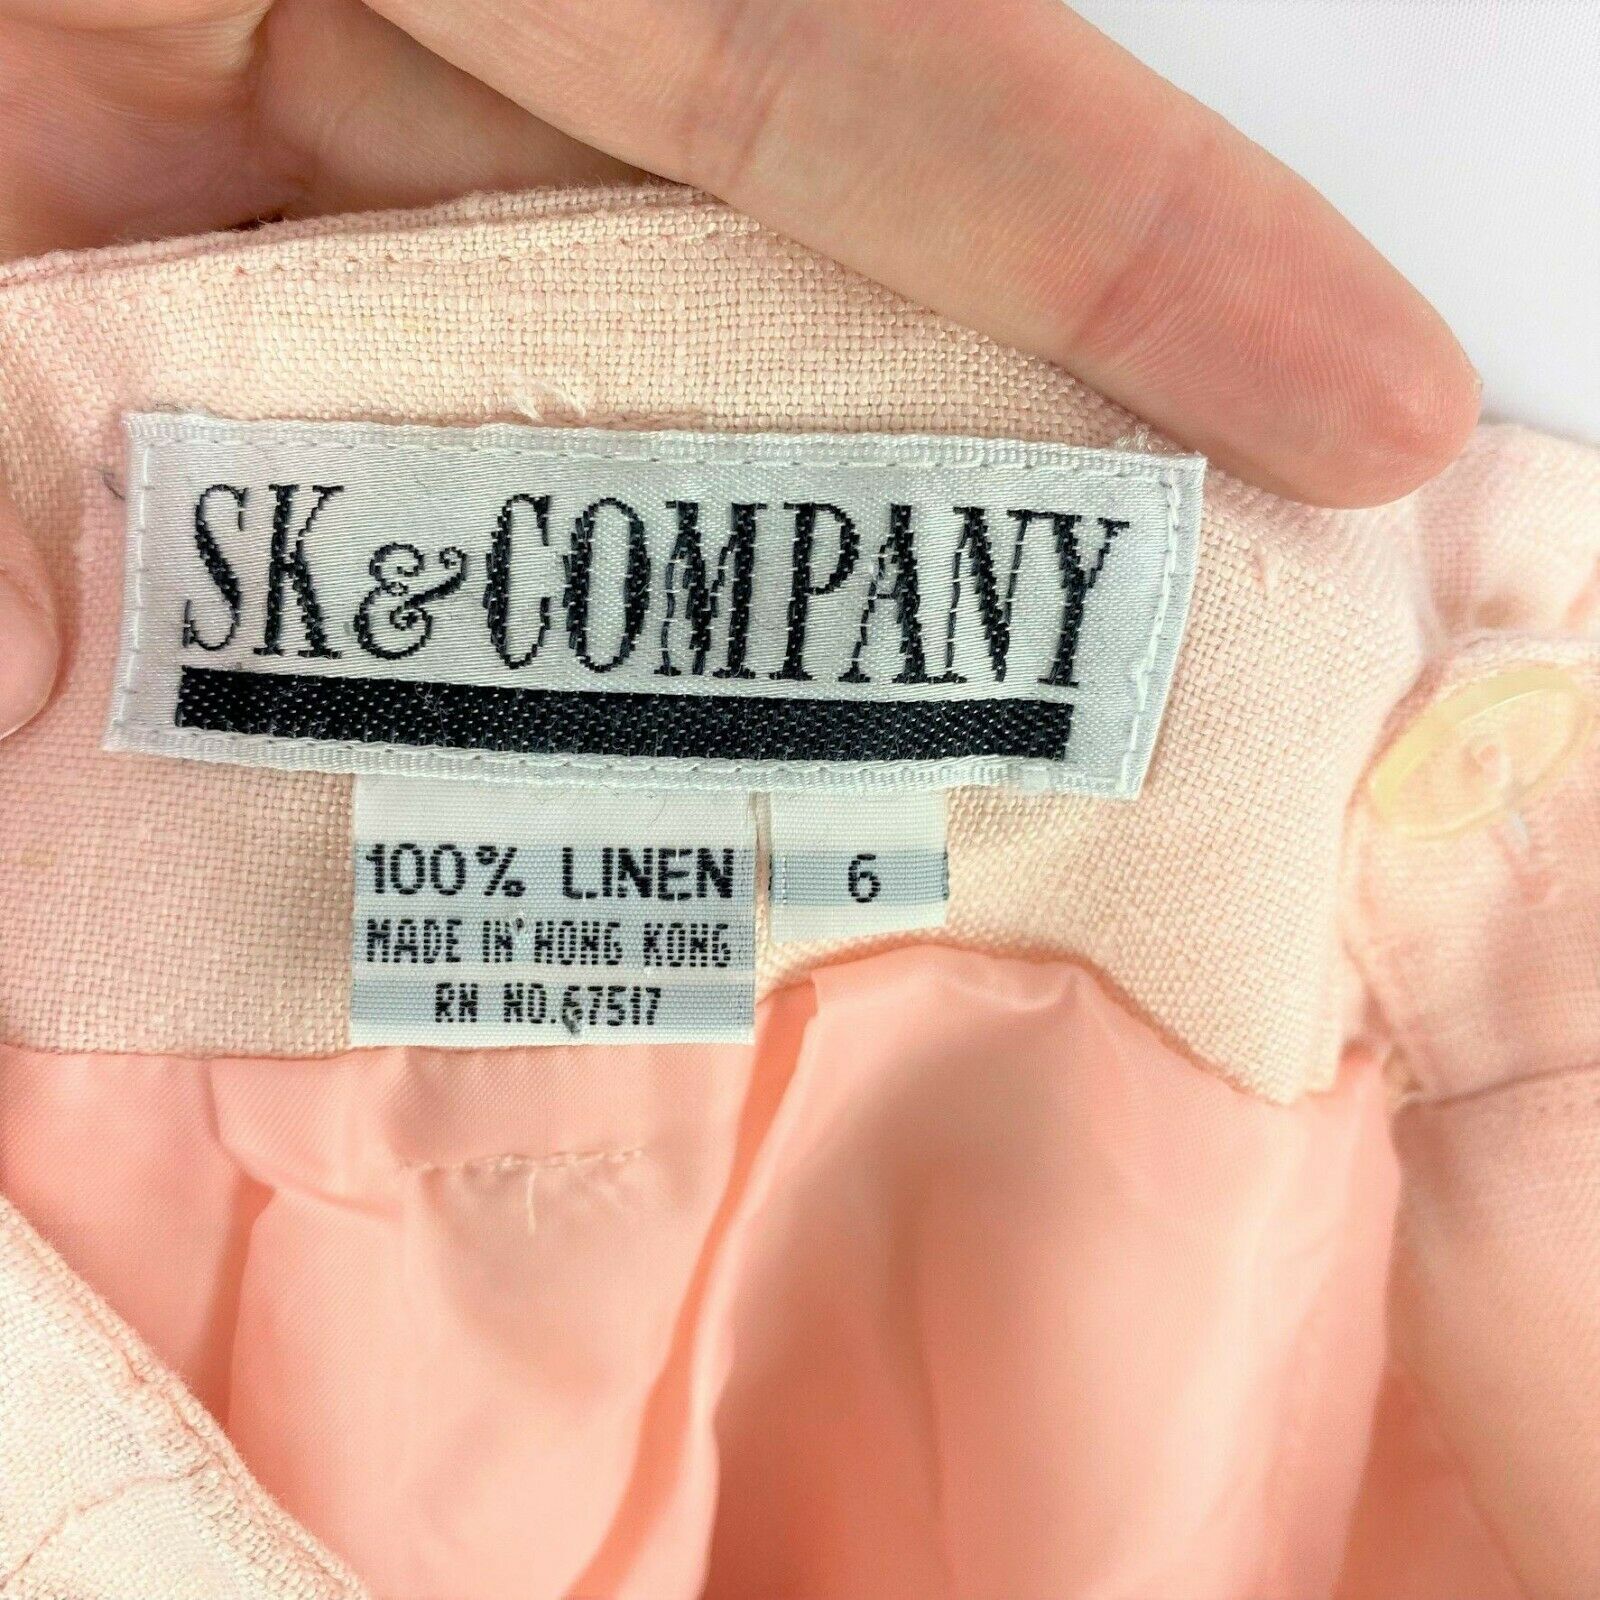 SK & COMPANY
100% LINEN
MADE IN HONG KONG
RN NO.67517
6